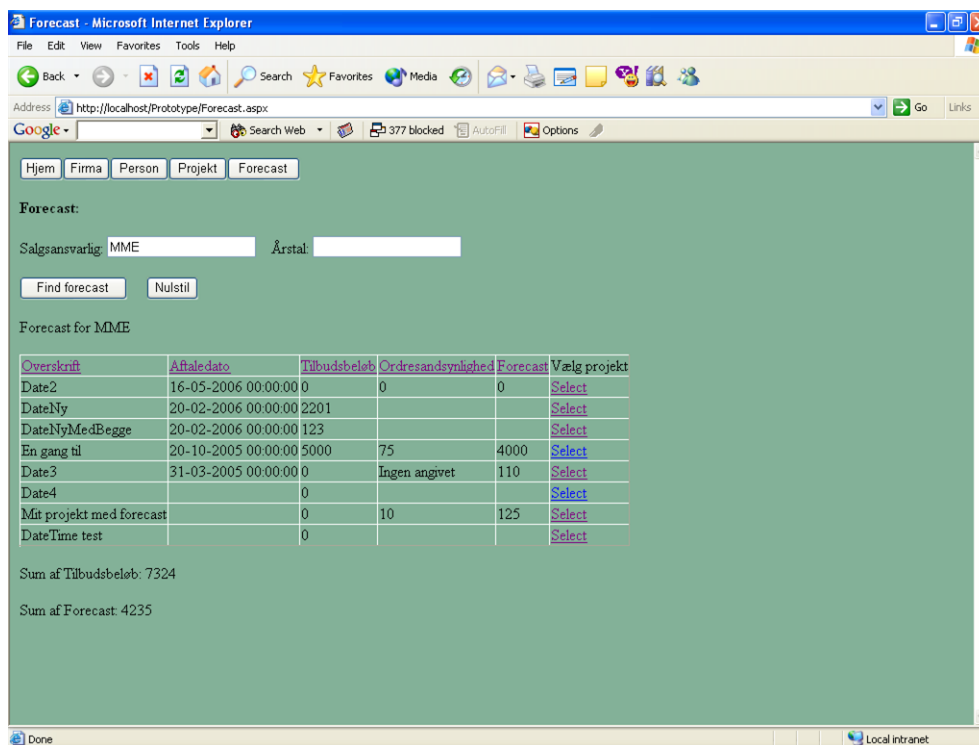 Forecast - Microsoft Internet Explorer
File Edit View Favorites Tools Help
Back Search Favorites Media
Address http://localhost/Prototype/Forecast.aspx Go Links
Google Search Web 377 blocked AutoFill Options
Hjem Firma Person Projekt Forecast
Forecast:
Salgsansvarlig: MME Årstal:
Find forecast Nulstil
Forecast for MME
Overskrift Aftaledato Tilbudsbeløb Ordresandsynlighed Forecast Vælg projekt
Date2 16-05-2006 00:00:00 0 0 0 Select
DateNy 20-02-2006 00:00:00 2201 Select
DateNyMedBegge 20-02-2006 00:00:00 123 Select
En gang til 20-10-2005 00:00:00 5000 75 4000 Select
Date3 31-03-2005 00:00:00 0 Ingen angivet 110 Select
Date4 0 Select
Mit projekt med forecast 0 10 125 Select
DateTime test 0 Select
Sum af Tilbudsbeløb: 7324
Sum af Forecast: 4235
Done Local intranet